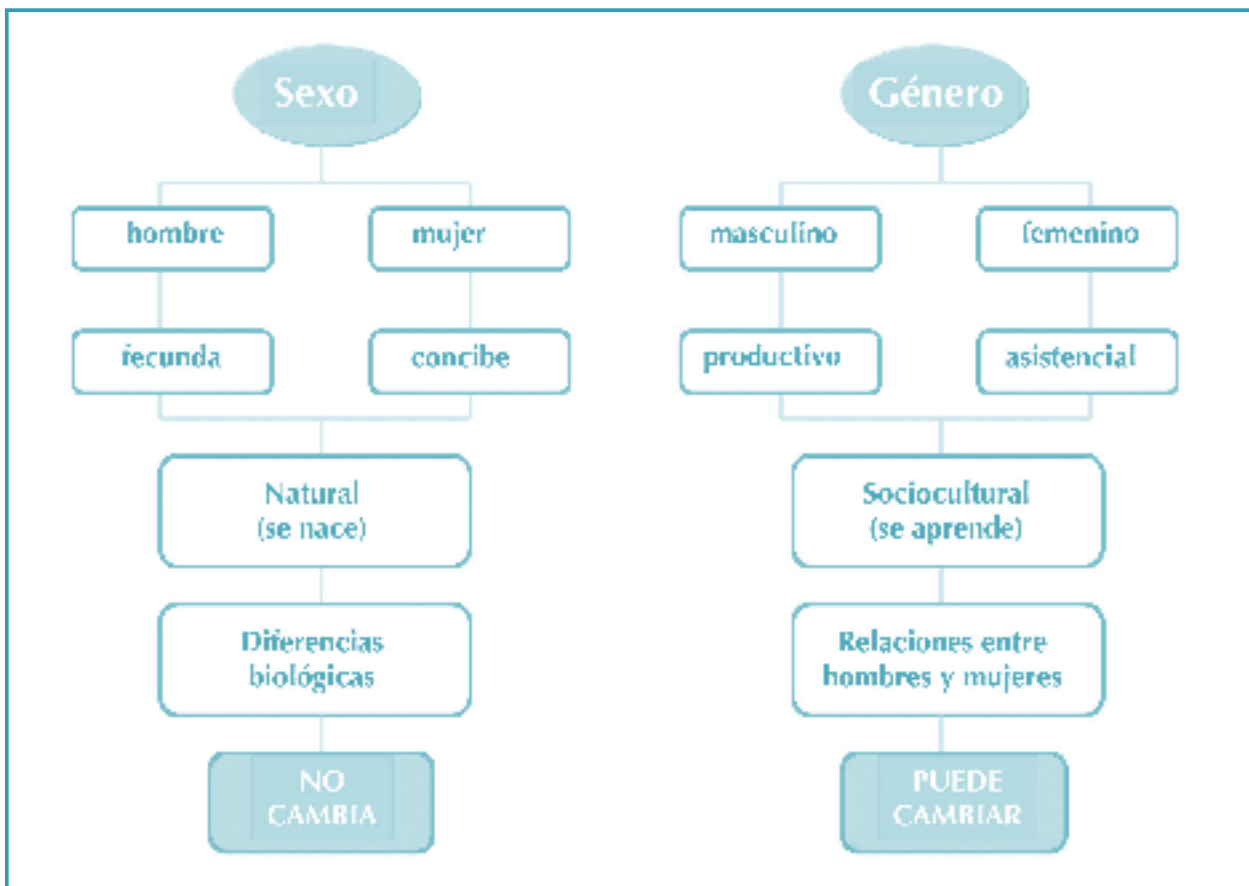 Sexo
hombre
mujer
fecunda
concibe
Natural
(se nace)
Diferencias
biológicas
NO
CAMBIA
Género
masculino
femenino
productivo
asistencial
Sociocultural
(se aprende)
Relaciones entre
hombres y mujeres
PUEDE
CAMBIAR